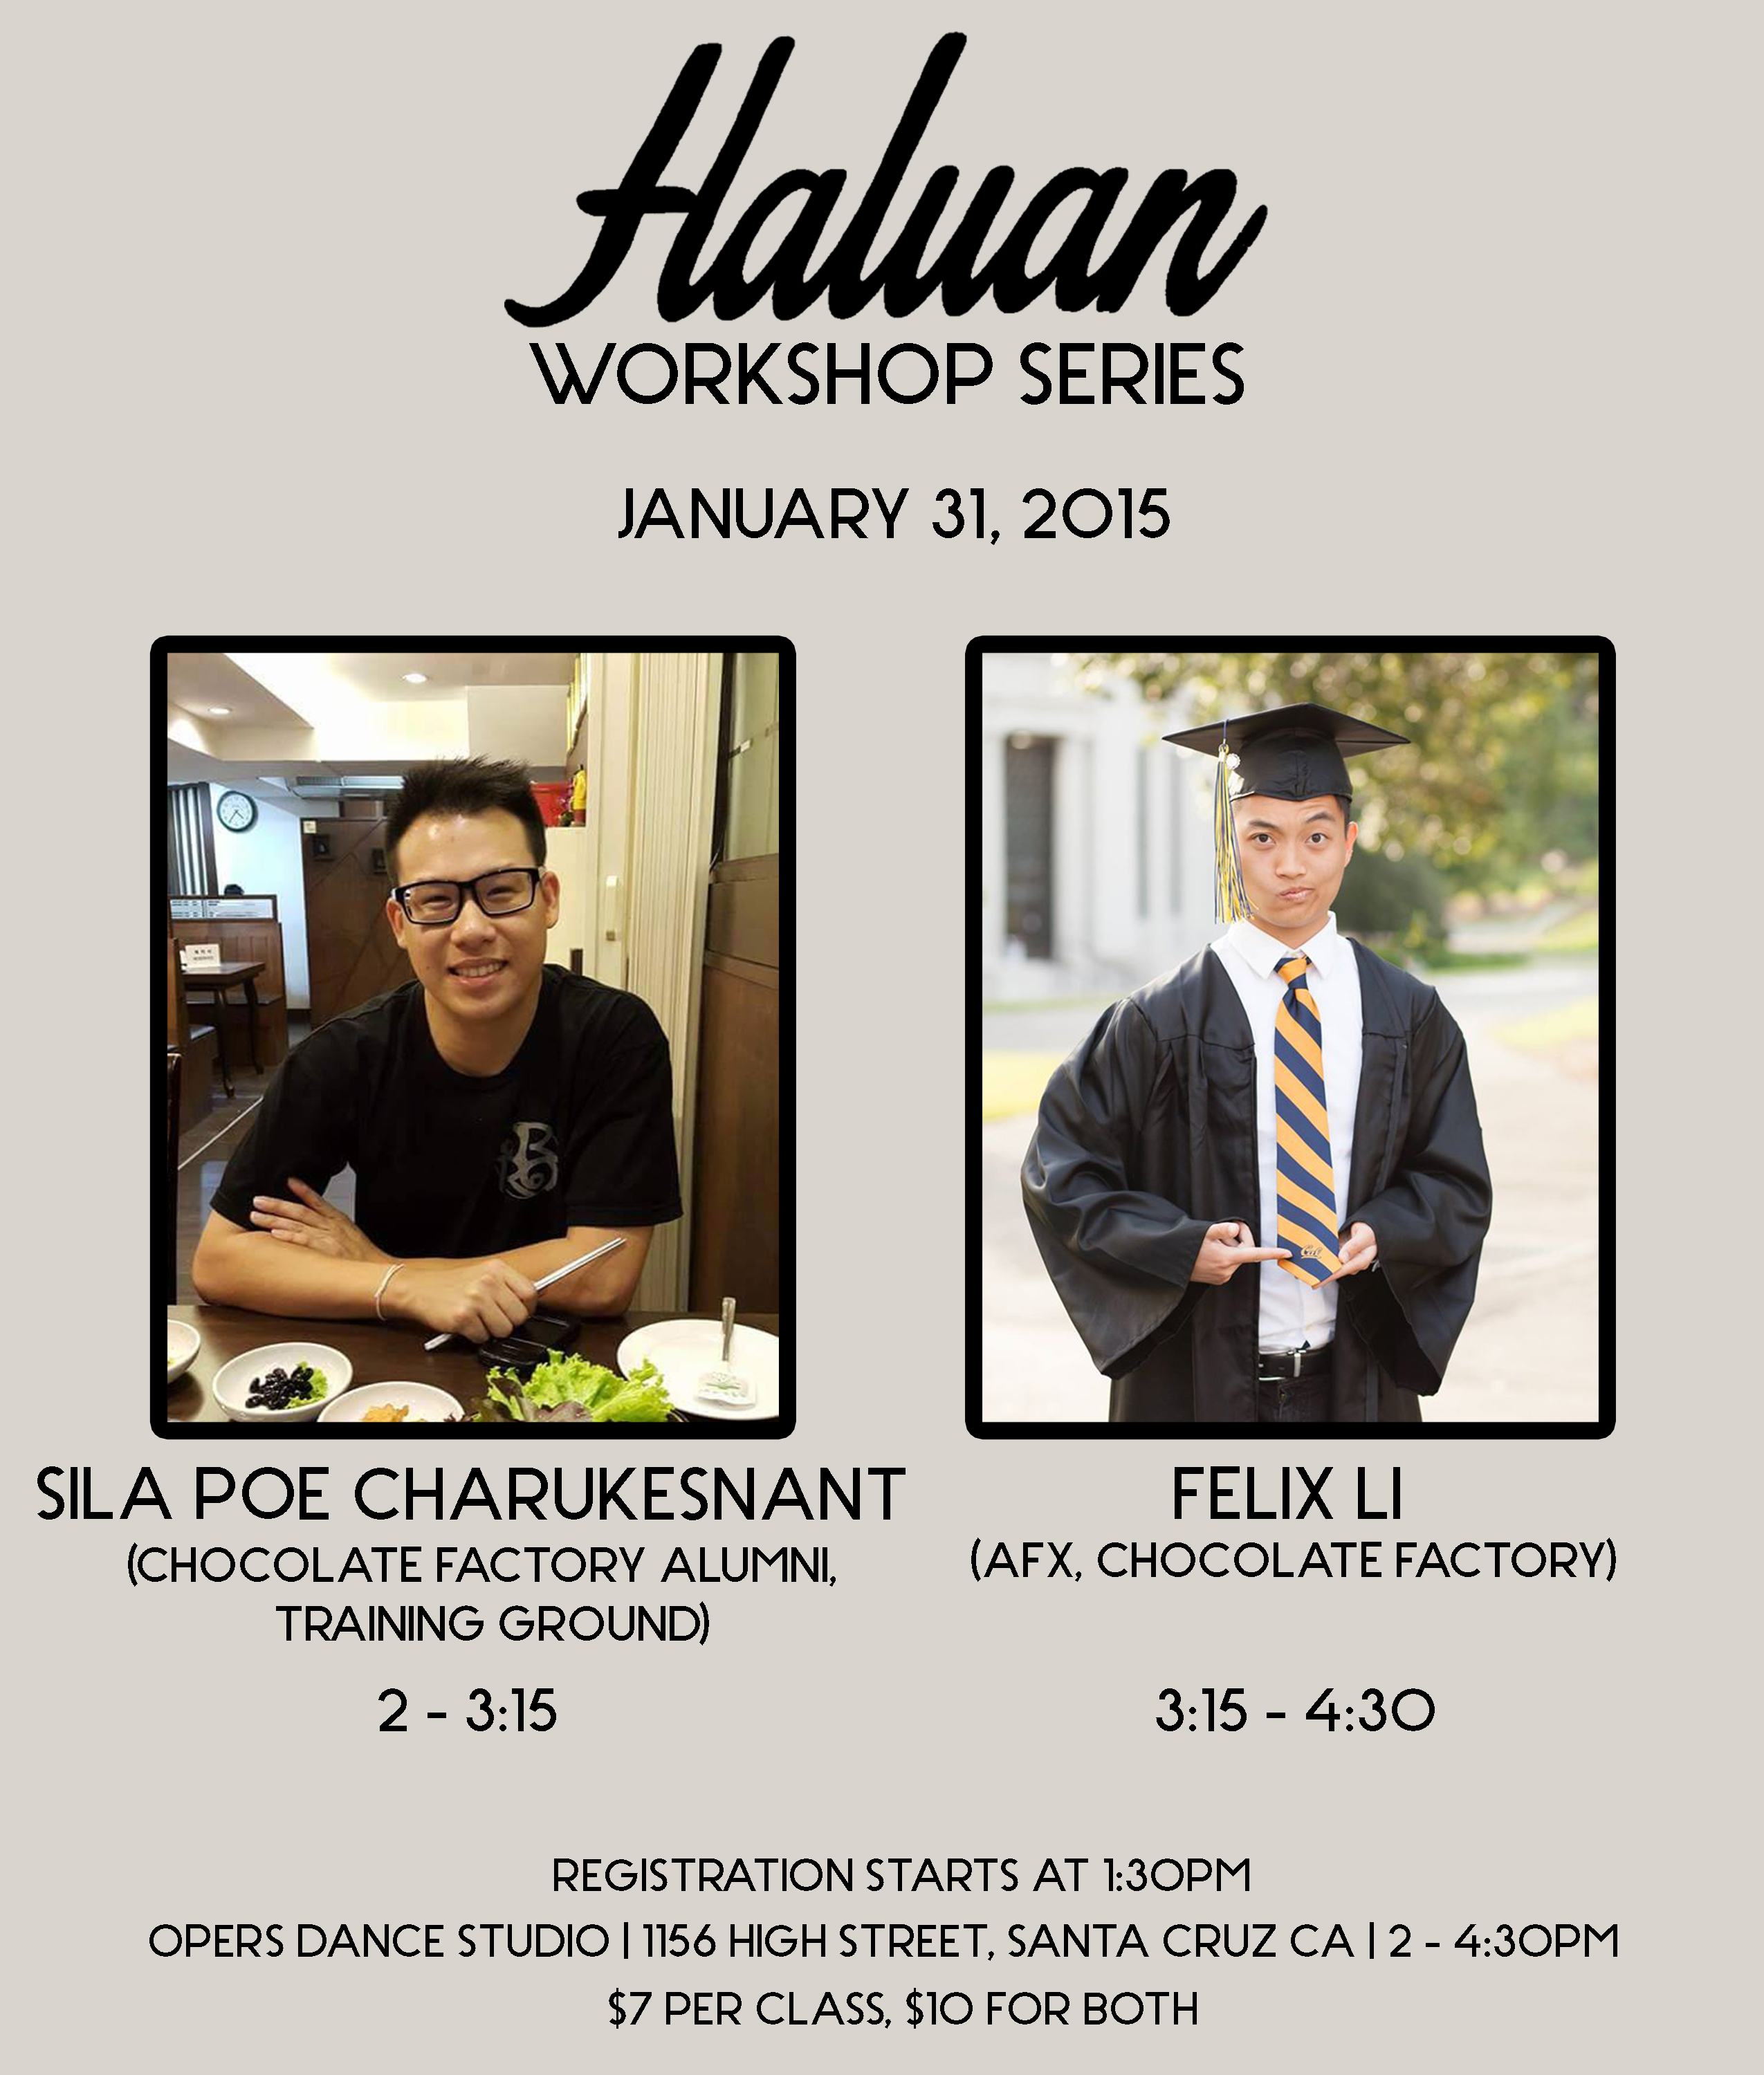 Haluan
WORKSHOP SERIES
JANUARY 31, 2015
Cal
SILA POE CHARUKESNANT
(CHOCOLATE FACTORY ALUMNI,
TRAINING GROUND)
2 - 3:15
FELIX LI
(AFX, CHOCOLATE FACTORY)
3:15 - 4:30
REGISTRATION STARTS AT 1:30PM
OPERS DANCE STUDIO | 1156 HIGH STREET, SANTA CRUZ CA | 2 - 4:30PM
$7 PER CLASS, $10 FOR BOTH